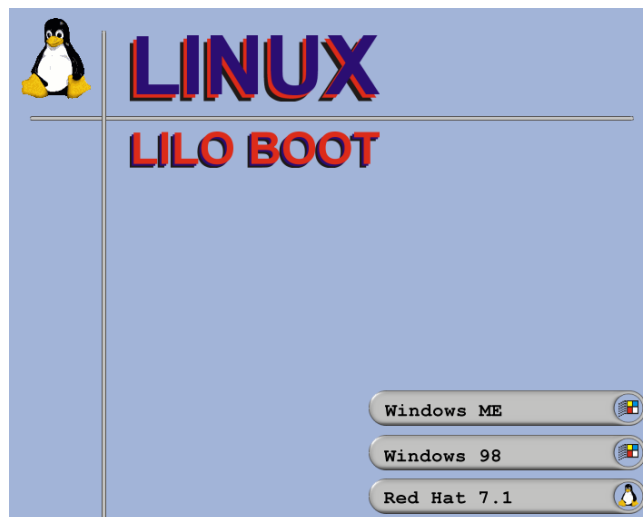 LINUX
LILO BOOT
Windows ME
Windows 98
Red Hat 7.1